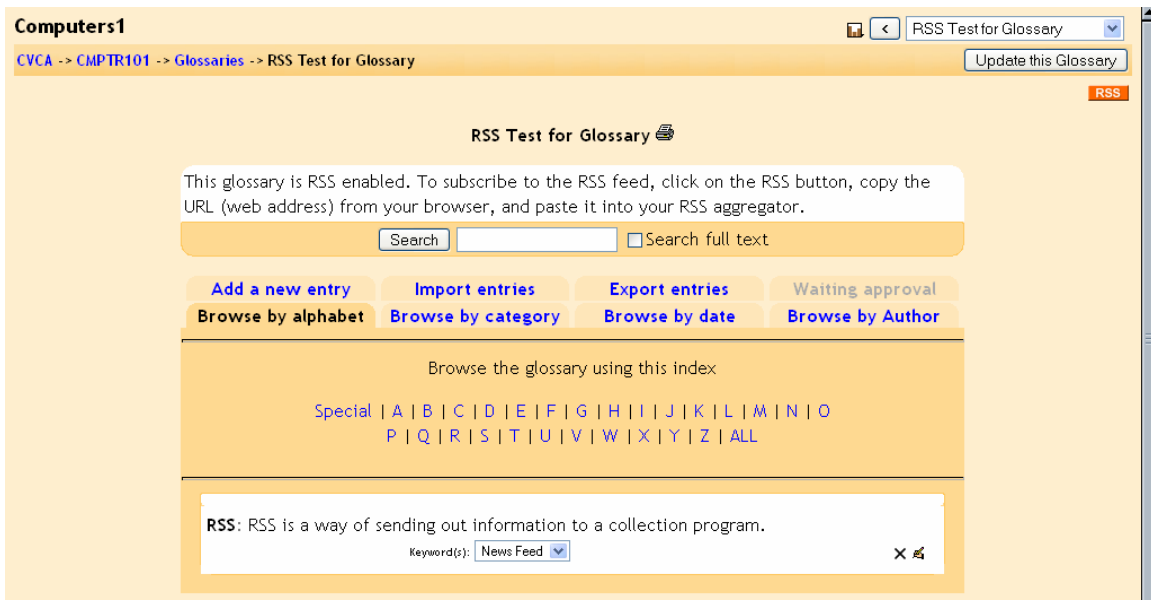 Computers1
< RSS Test for Glossary
CVCA -> CMPTR101 -> Glossaries -> RSS Test for Glossary
Update this Glossary
RSS
RSS Test for Glossary
This glossary is RSS enabled. To subscribe to the RSS feed, click on the RSS button, copy the
URL (web address) from your browser, and paste it into your RSS aggregator.
Search Search full text
Add a new entry Import entries Export entries Waiting approval
Browse by alphabet Browse by category Browse by date Browse by Author
Browse the glossary using this index
Special | A | B | C | D | E | F | G | H | I | J | K | L | M | N | O
P | Q | R | S | T | U | V | W | X | Y | Z | ALL
RSS: RSS is a way of sending out information to a collection program.
Keyword(s): News Feed